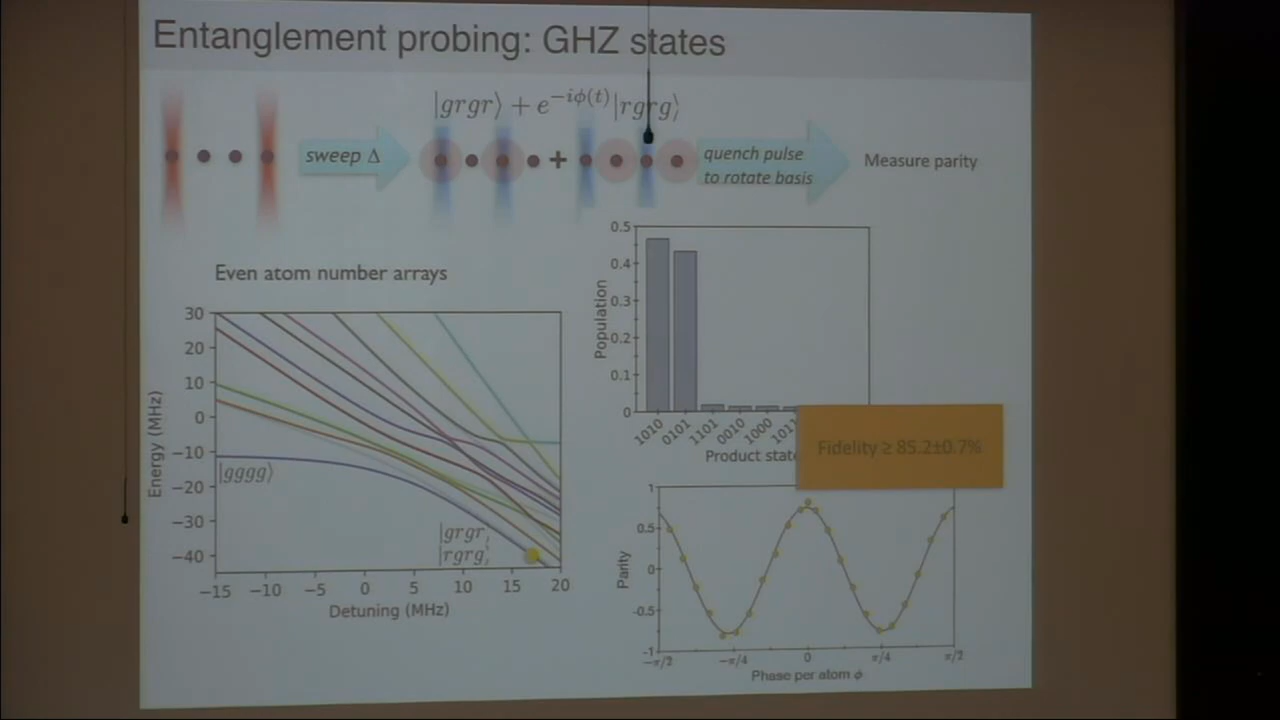 Entanglement probing: GHZ states
|grgr⟩ + e^{-iϕ(t)}|rgrg⟩
sweep Δ
+
quench pulse
to rotate basis
Measure parity
Even atom number arrays
Energy (MHz)
30
20
10
0
−10
−20
−30
−40
|gggg⟩
|grgr⟩
|rgrg⟩
−15 −10 −5 0 5 10 15 20
Detuning (MHz)
Population
0.5
0.4
0.3
0.2
0.1
0
1010 0101 1101 0010 1000
Product
Fidelity ≥ 85.2±0.7%
Parity
1
0.5
0
-0.5
-1
−π/2 −π/4 0 π/4 π/2
Phase per atom ϕ